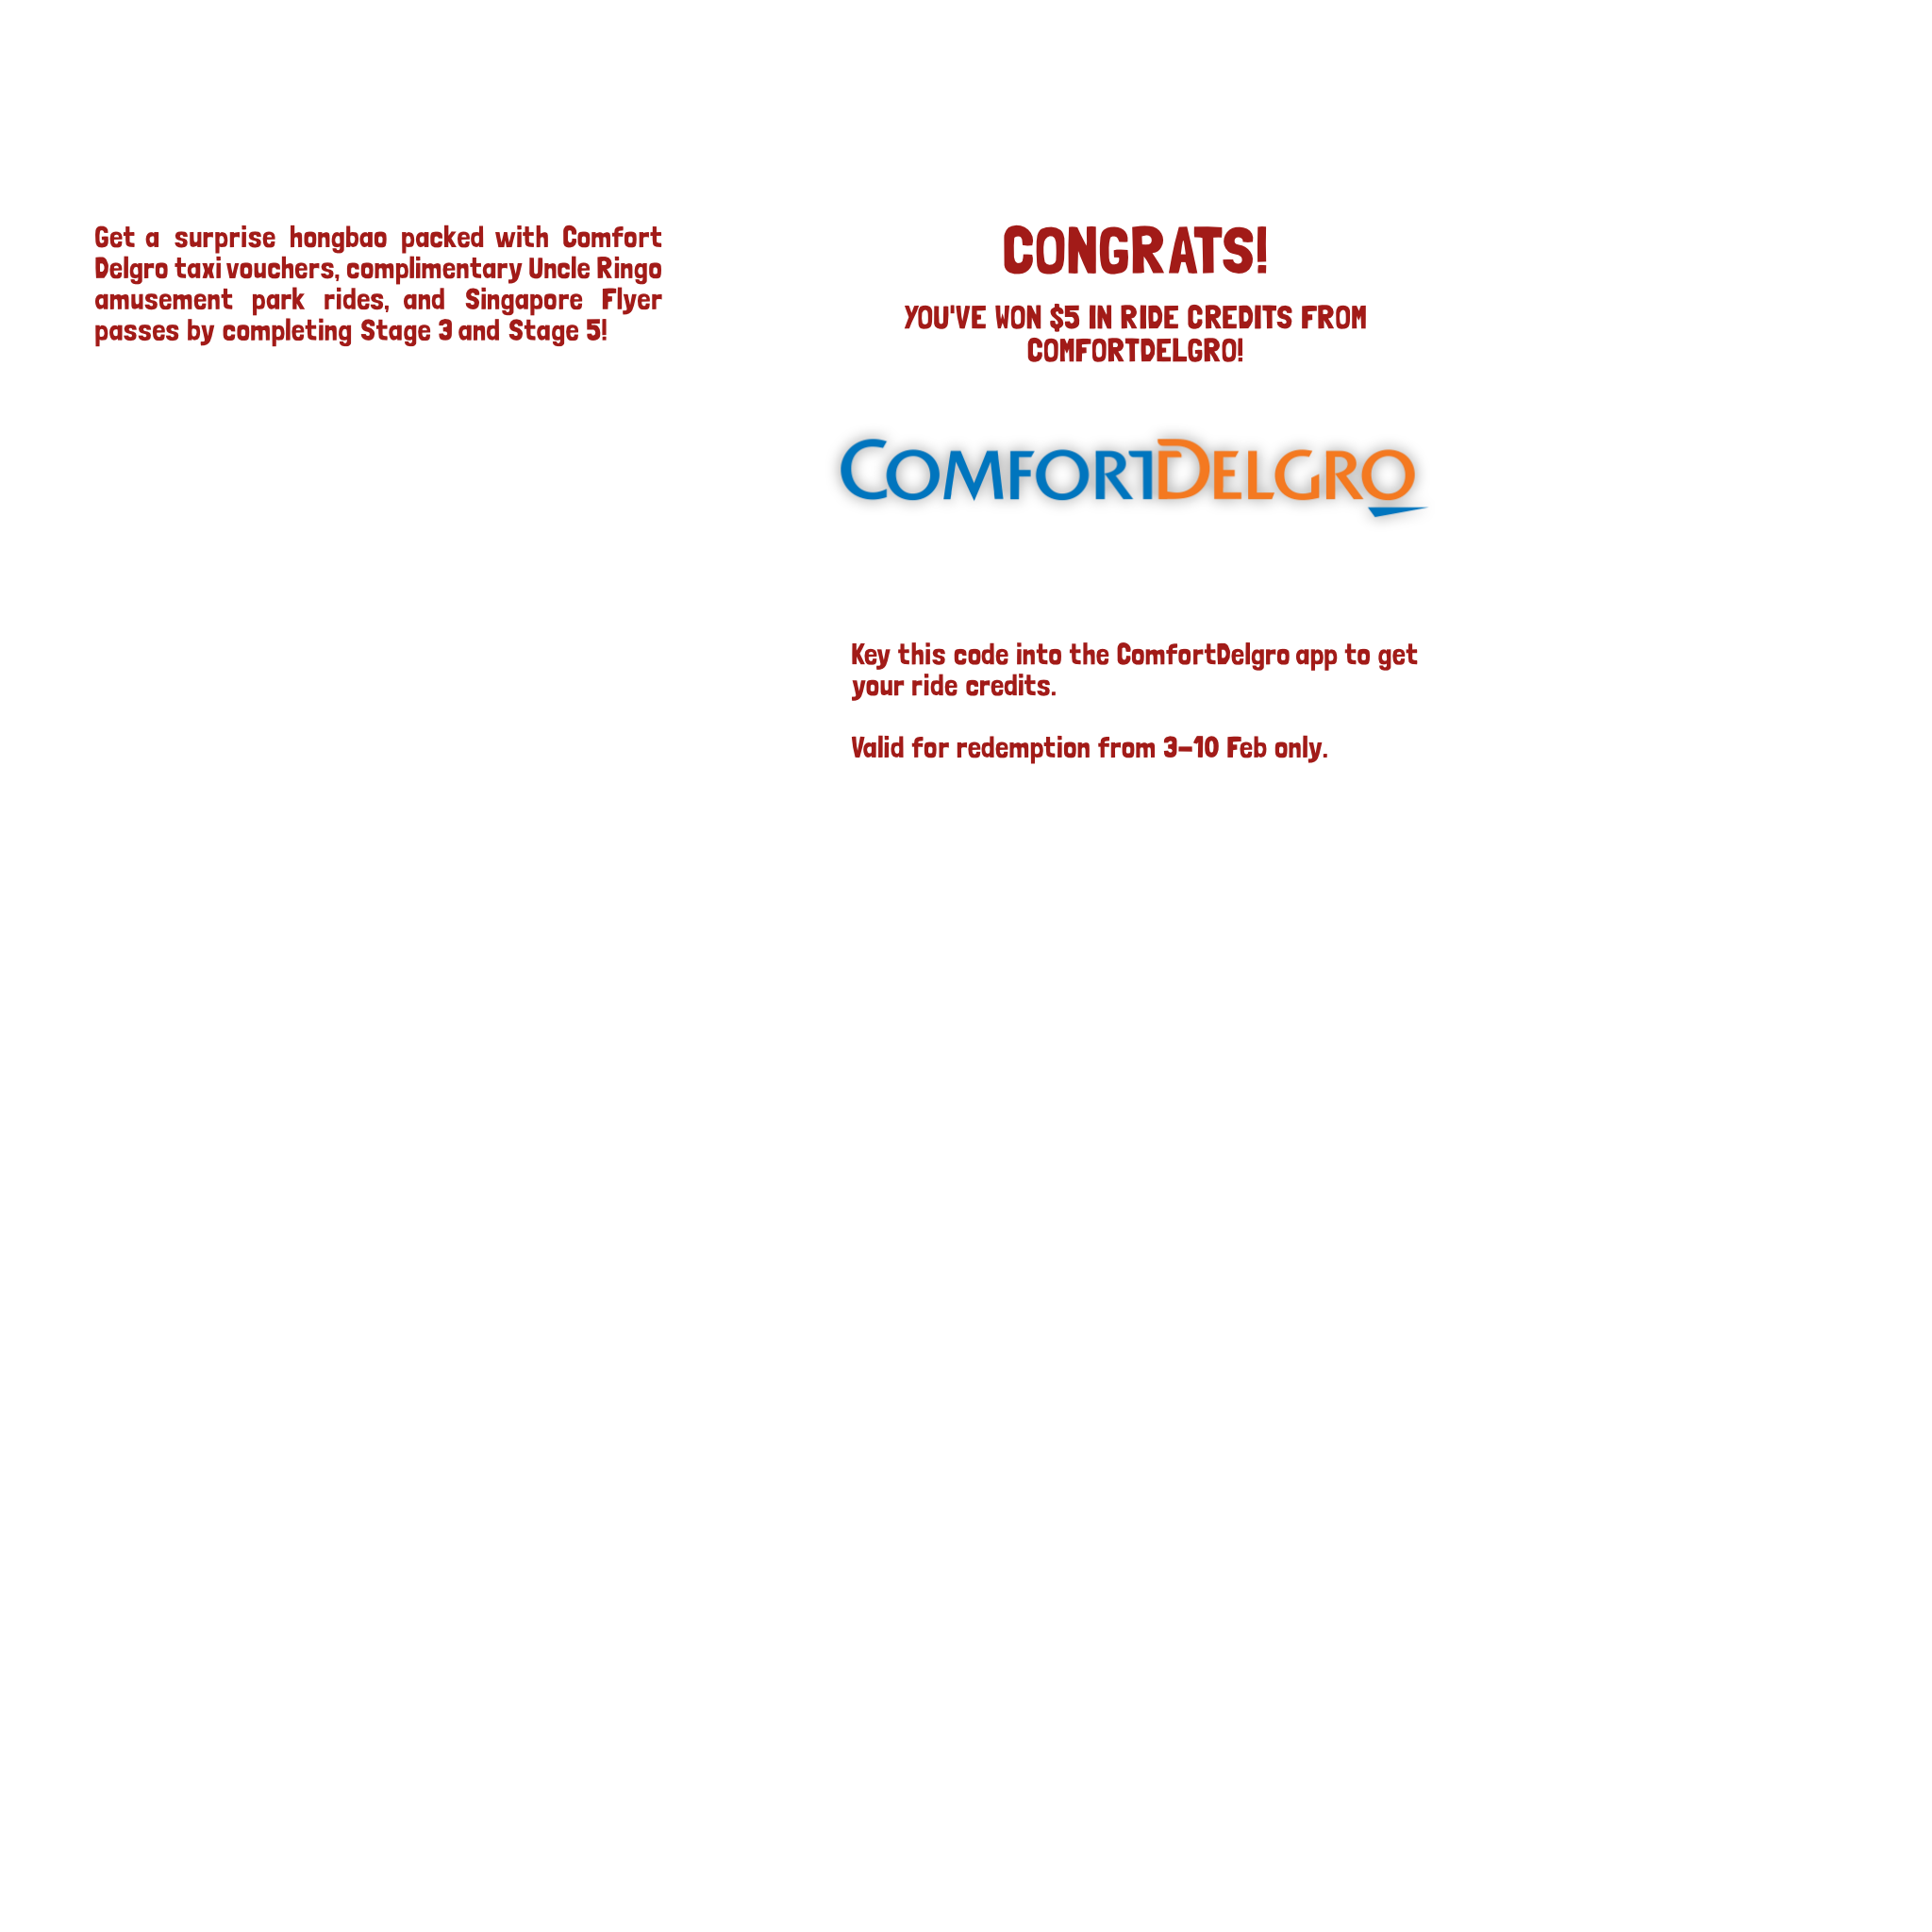 Get a surprise hongbao packed with Comfort
Delgro taxi vouchers, complimentary Uncle Ringo
amusement park rides, and Singapore Flyer
passes by completing Stage 3 and Stage 5!
CONGRATS!
YOU'VE WON $5 IN RIDE CREDITS FROM
COMFORTDELGRO!
COMFORTDELGRO
Key this code into the ComfortDelgro app to get
your ride credits.
Valid for redemption from 3-10 Feb only.